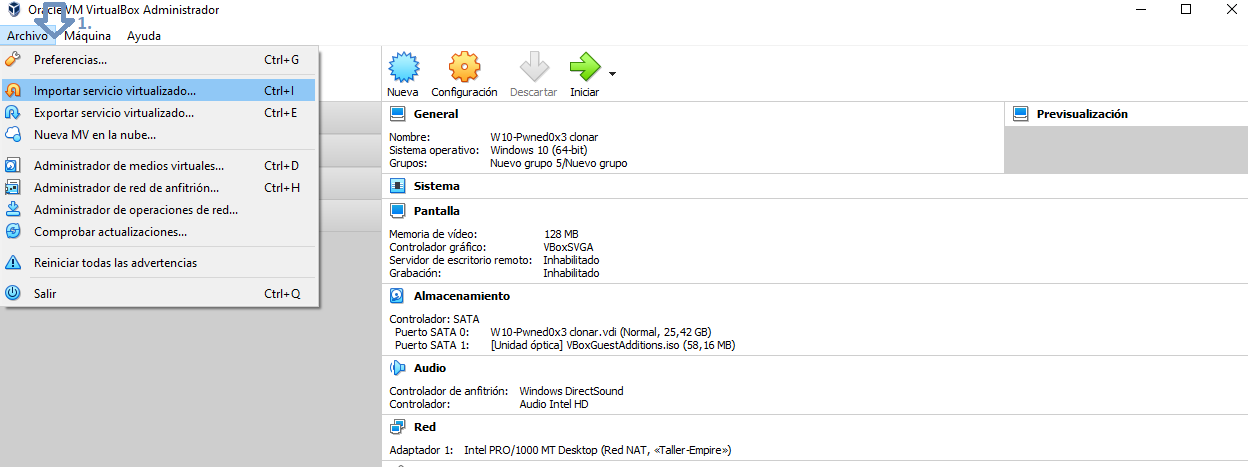 Oracle VM VirtualBox Administrador
1.
Archivo Máquina Ayuda
Preferencias... Ctrl+G
Importar servicio virtualizado... Ctrl+I
Exportar servicio virtualizado... Ctrl+E
Nueva MV en la nube...
Administrador de medios virtuales... Ctrl+D
Administrador de red de anfitrión... Ctrl+H
Administrador de operaciones de red...
Comprobar actualizaciones...
Reiniciar todas las advertencias
Salir Ctrl+Q
Nueva Configuración Descartar Iniciar
General
Nombre: W10-Pwned0x3 clonar
Sistema operativo: Windows 10 (64-bit)
Grupos: Nuevo grupo 5/Nuevo grupo
Previsualización
Sistema
Pantalla
Memoria de vídeo: 128 MB
Controlador gráfico: VBoxSVGA
Servidor de escritorio remoto: Inhabilitado
Grabación: Inhabilitado
Almacenamiento
Controlador: SATA
Puerto SATA 0: W10-Pwned0x3 clonar.vdi (Normal, 25,42 GB)
Puerto SATA 1: [Unidad óptica] VBoxGuestAdditions.iso (58,16 MB)
Audio
Controlador de anfitrión: Windows DirectSound
Controlador: Audio Intel HD
Red
Adaptador 1: Intel PRO/1000 MT Desktop (Red NAT, «Taller-Empire»)